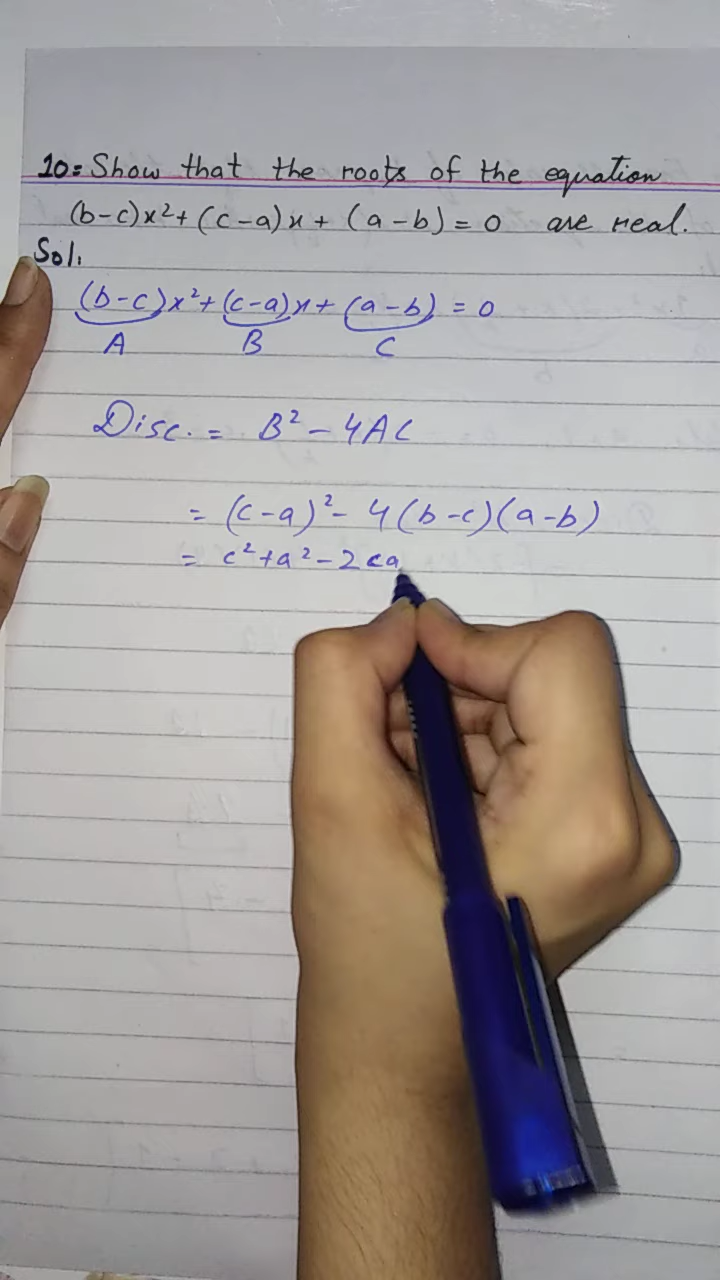 10= Show that the roots of the equation
(b-c)x²+(c-a)x+(a-b)=0 are real.
Sol.
(b-c)x²+(c-a)x+(a-b)=0
A B C
Disc. = B²-4AC
= (c-a)²-4(b-c)(a-b)
= c²+a²-2ca